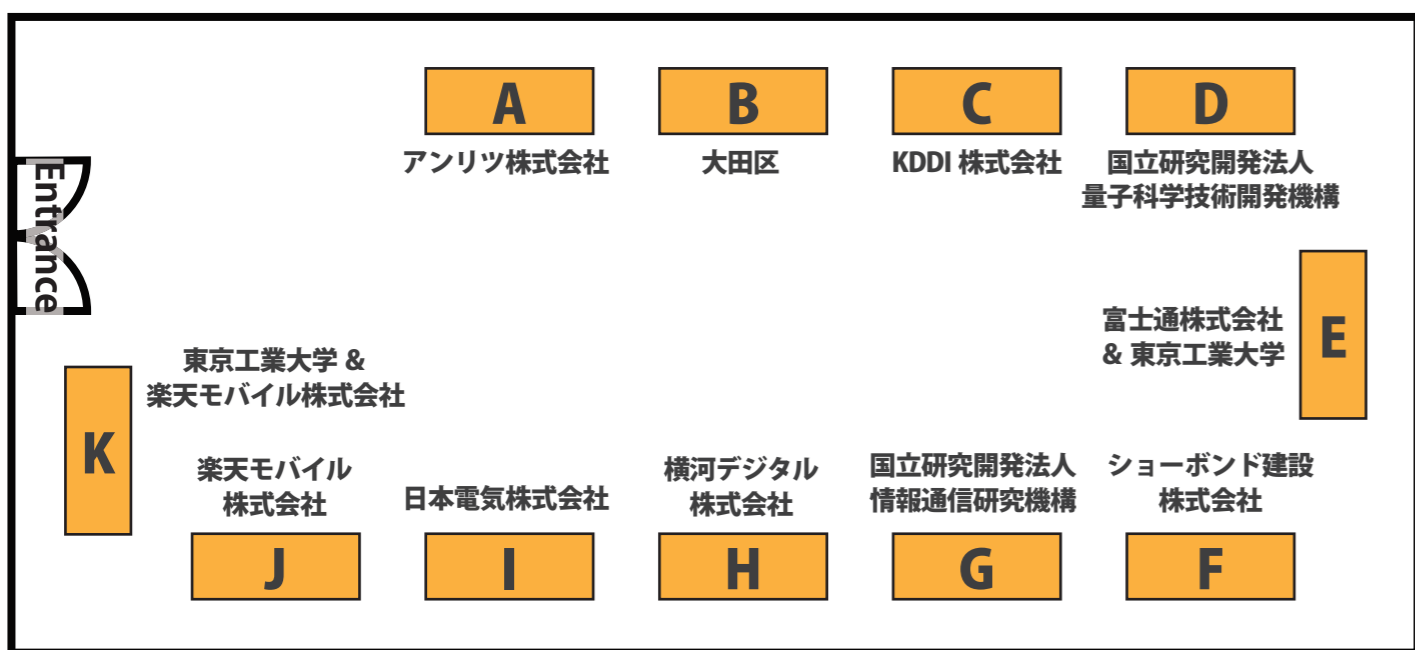 A
アンリツ株式会社
B
大田区
C
KDDI 株式会社
D
国立研究開発法人
量子科学技術開発機構
Entrance
E
富士通株式会社
& 東京工業大学
K
東京工業大学 &
楽天モバイル株式会社
楽天モバイル
株式会社
J
日本電気株式会社
I
横河デジタル
株式会社
H
国立研究開発法人
情報通信研究機構
G
ショーボンド建設
株式会社
F